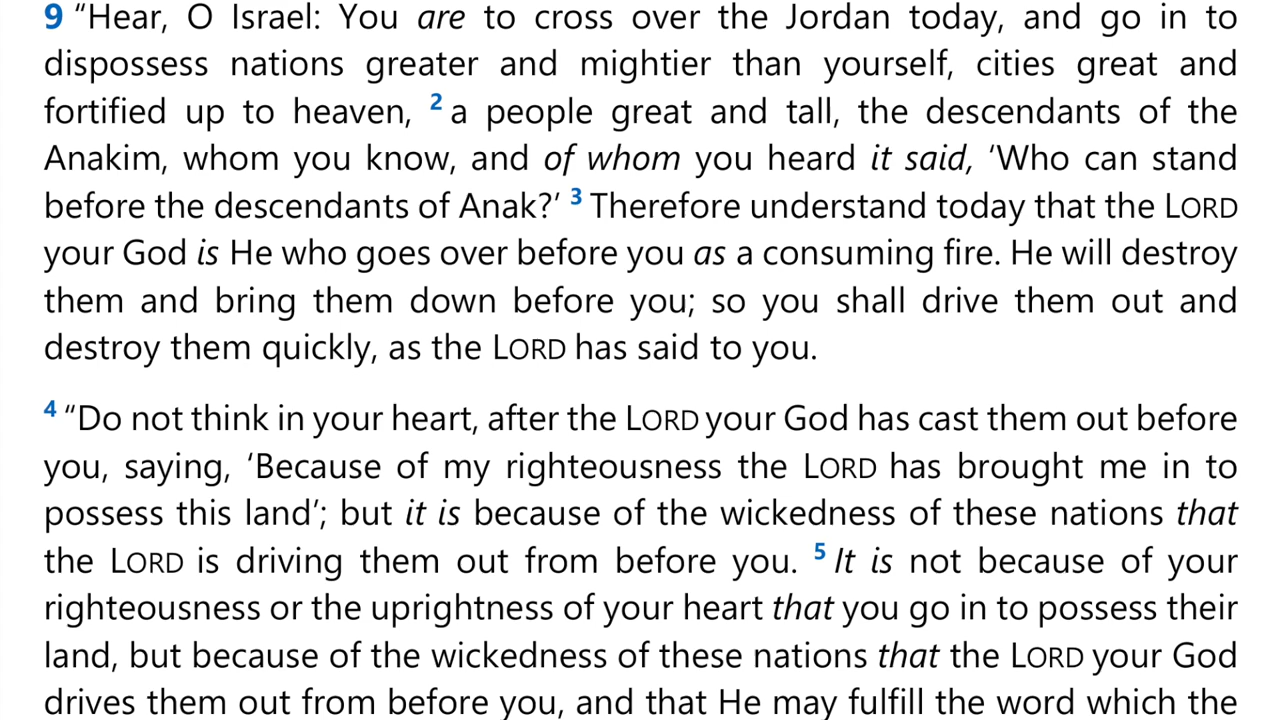 9 “Hear, O Israel: You are to cross over the Jordan today, and go in to
dispossess nations greater and mightier than yourself, cities great and
fortified up to heaven, 2 a people great and tall, the descendants of the
Anakim, whom you know, and of whom you heard it said, ‘Who can stand
before the descendants of Anak?’ 3 Therefore understand today that the LORD
your God is He who goes over before you as a consuming fire. He will destroy
them and bring them down before you; so you shall drive them out and
destroy them quickly, as the LORD has said to you.
4 “Do not think in your heart, after the LORD your God has cast them out before
you, saying, ‘Because of my righteousness the LORD has brought me in to
possess this land’; but it is because of the wickedness of these nations that
the LORD is driving them out from before you. 5 It is not because of your
righteousness or the uprightness of your heart that you go in to possess their
land, but because of the wickedness of these nations that the LORD your God
drives them out from before you, and that He may fulfill the word which the